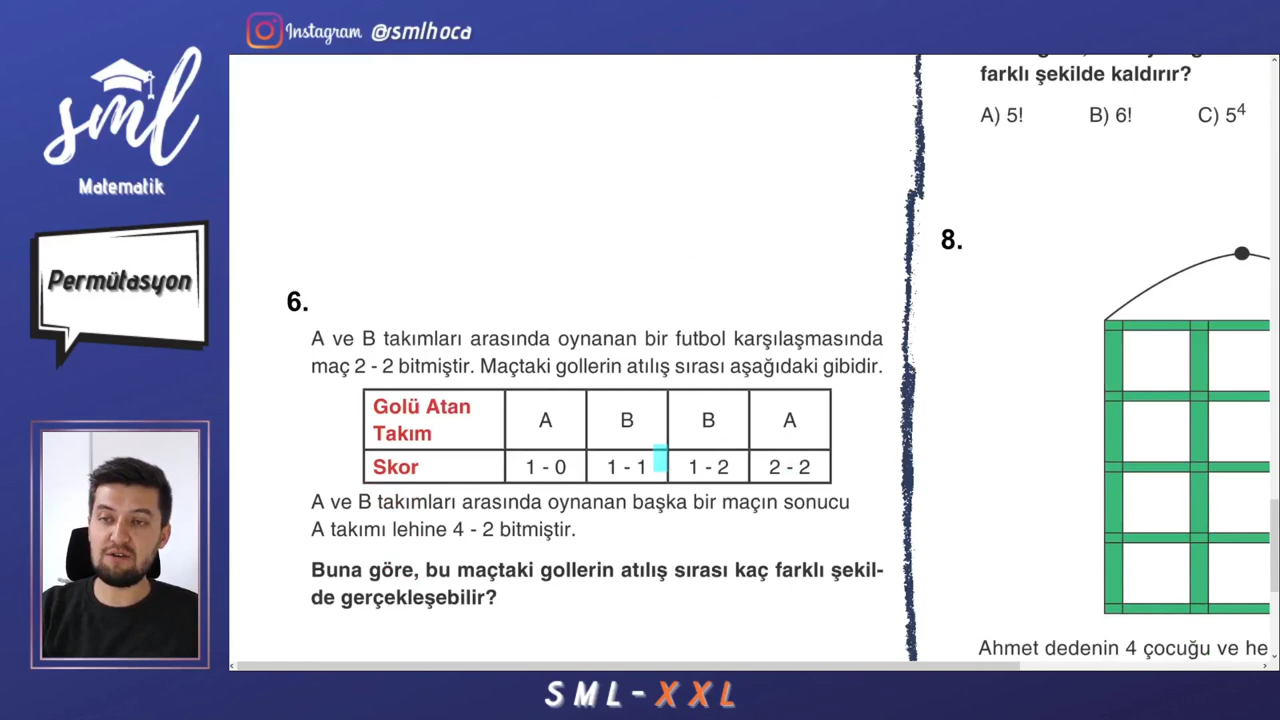 Instagram @smlhoca
sml
Matematik
Permütasyon
farklı şekilde kaldırır?
A) 5! B) 6! C) 5⁴
6.
A ve B takımları arasında oynanan bir futbol karşılaşmasında
maç 2 - 2 bitmiştir. Maçtaki gollerin atılış sırası aşağıdaki gibidir.
Golü Atan
Takım A B B A
Skor 1 - 0 1 - 1 1 - 2 2 - 2
A ve B takımları arasında oynanan başka bir maçın sonucu
A takımı lehine 4 - 2 bitmiştir.
Buna göre, bu maçtaki gollerin atılış sırası kaç farklı şekil-
de gerçekleşebilir?
8.
Ahmet dedenin 4 çocuğu ve he
SML-XXL